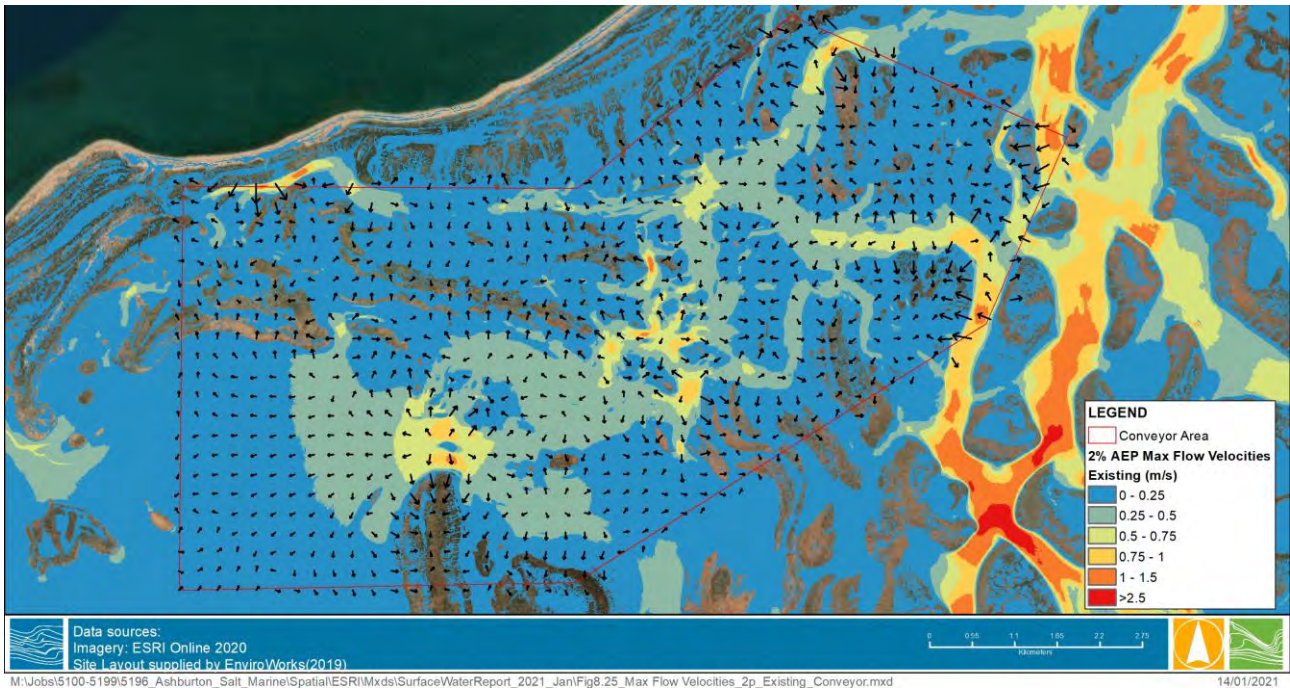 LEGEND
Conveyor Area
2% AEP Max Flow Velocities
Existing (m/s)
0 - 0.25
0.25 - 0.5
0.5 - 0.75
0.75 - 1
1 - 1.5
>2.5
Data sources:
Imagery: ESRI Online 2020
Site Layout supplied by EnviroWorks(2019)
0 0.55 1.1 1.65 2.2 2.75
Kilometers
M:\Jobs\5100-5199\5196_Ashburton_Salt_Marine\Spatial\ESRI\Mxds\SurfaceWaterReport_2021_Jan\Fig8.25_Max Flow Velocities_2p_Existing_Conveyor.mxd
14/01/2021